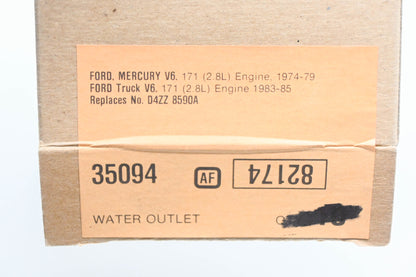 FORD, MERCURY V6. 171 (2.8L) Engine. 1974-79
FORD Truck V6. 171 (2.8L) Engine 1983-85
Replaces No. D4ZZ 8590A
35094 AF 82174
WATER OUTLET